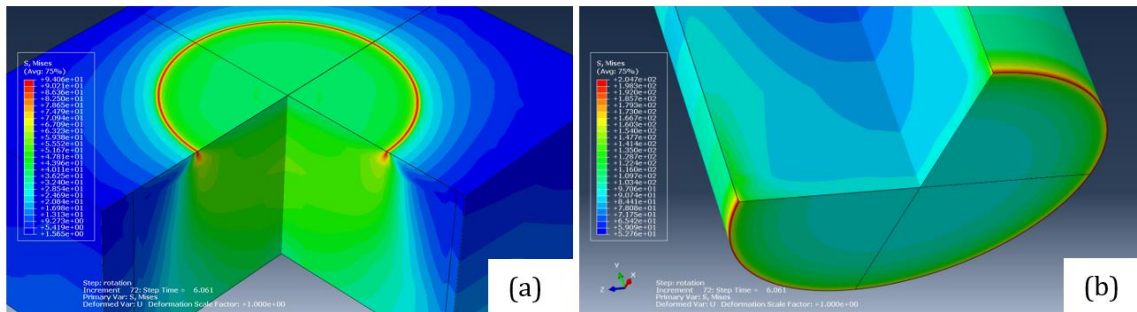 S, Mises
(Avg: 75%)
+9.406e+01
+9.021e+01
+8.636e+01
+8.250e+01
+7.865e+01
+7.479e+01
+7.094e+01
+6.709e+01
+6.323e+01
+5.938e+01
+5.552e+01
+5.167e+01
+4.781e+01
+4.396e+01
+4.011e+01
+3.625e+01
+3.240e+01
+2.854e+01
+2.469e+01
+2.084e+01
+1.698e+01
+1.313e+01
+9.273e+00
+5.419e+00
+1.565e+00
Step: rotation
Increment 72: Step Time = 6.061
Primary Var: S, Mises
Deformed Var: U Deformation Scale Factor: +1.000e+00
(a)
S, Mises
(Avg: 75%)
+2.047e+02
+1.983e+02
+1.920e+02
+1.857e+02
+1.793e+02
+1.730e+02
+1.667e+02
+1.603e+02
+1.540e+02
+1.477e+02
+1.414e+02
+1.350e+02
+1.287e+02
+1.224e+02
+1.160e+02
+1.097e+02
+1.034e+02
+9.706e+01
+9.074e+01
+8.441e+01
+7.808e+01
+7.175e+01
+6.542e+01
+5.909e+01
+5.276e+01
Y
X
Z
Step: rotation
Increment 72: Step Time = 6.061
Primary Var: S, Mises
Deformed Var: U Deformation Scale Factor: +1.000e+00
(b)